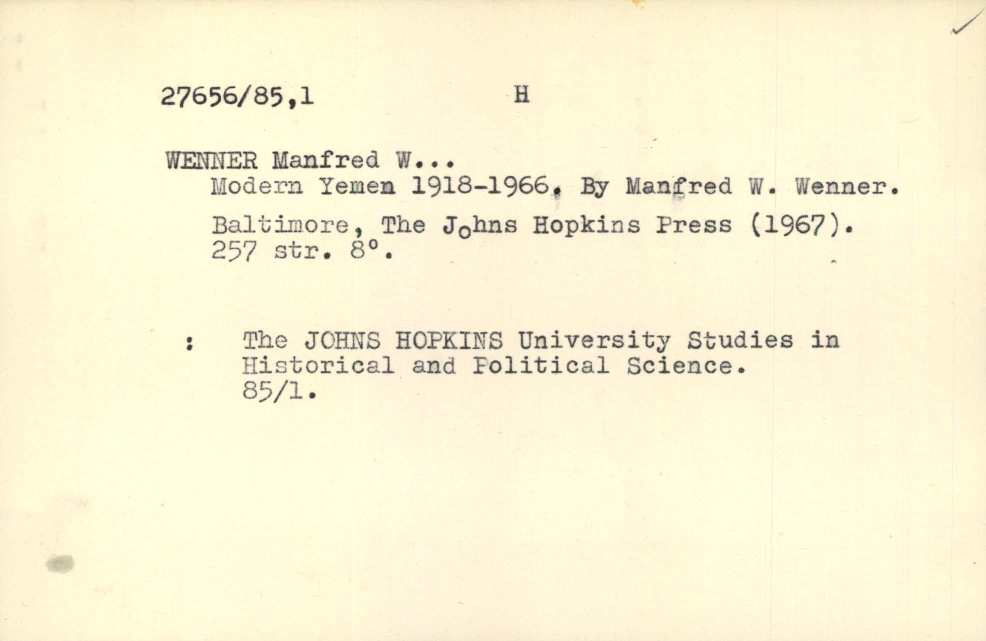 27656/85,1 H
WENNER Manfred W...
Modern Yemen 1918-1966. By Manfred W. Wenner.
Baltimore, The Johns Hopkins Press (1967).
257 str. 8°.
: The JOHNS HOPKINS University Studies in
Historical and Political Science.
85/1.